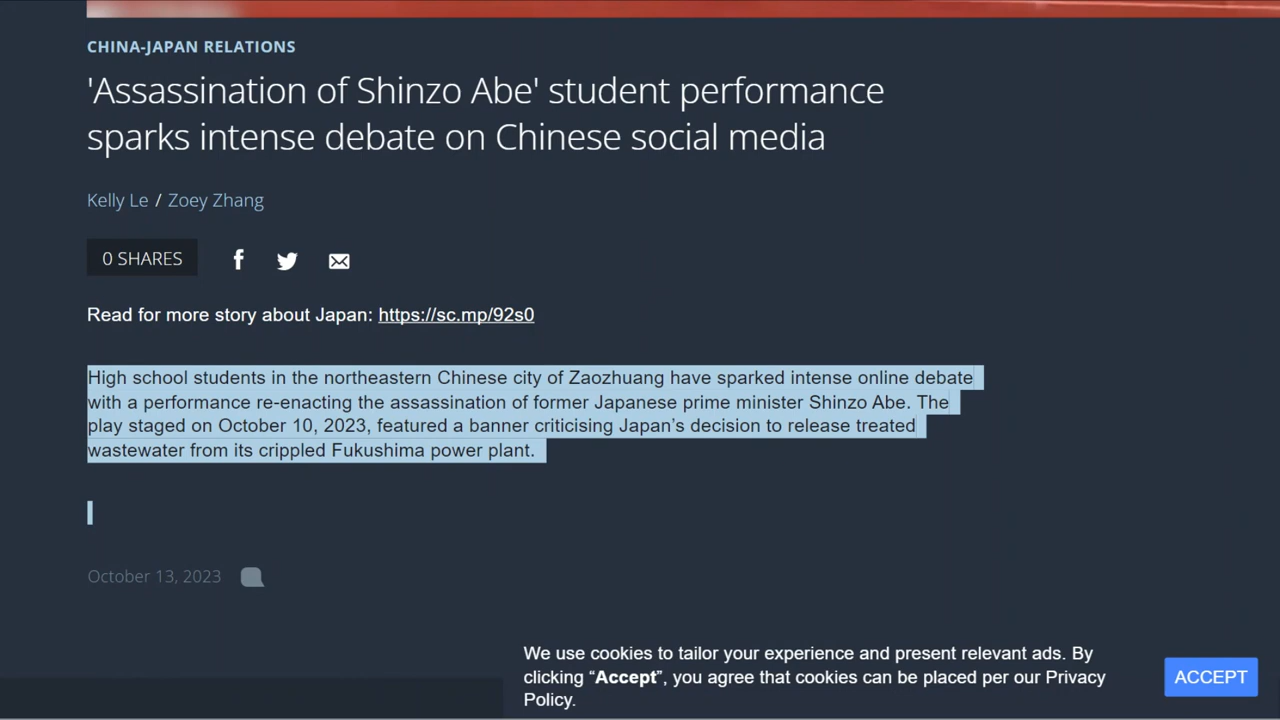 CHINA-JAPAN RELATIONS
'Assassination of Shinzo Abe' student performance
sparks intense debate on Chinese social media
Kelly Le / Zoey Zhang
0 SHARES
Read for more story about Japan: https://sc.mp/92s0
High school students in the northeastern Chinese city of Zaozhuang have sparked intense online debate
with a performance re-enacting the assassination of former Japanese prime minister Shinzo Abe. The
play staged on October 10, 2023, featured a banner criticising Japan’s decision to release treated
wastewater from its crippled Fukushima power plant.
October 13, 2023
We use cookies to tailor your experience and present relevant ads. By
clicking “Accept”, you agree that cookies can be placed per our Privacy
Policy.
ACCEPT